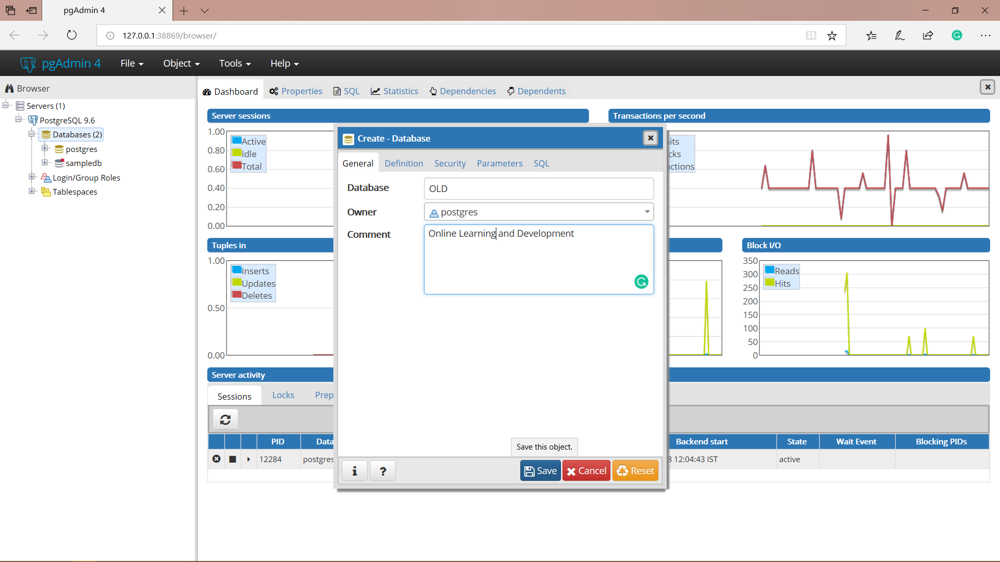 pgAdmin 4
127.0.0.1:38869/browser/
pgAdmin 4 File Object Tools Help
Browser
Servers (1)
PostgreSQL 9.6
Databases (2)
postgres
sampledb
Login/Group Roles
Tablespaces
Dashboard Properties SQL Statistics Dependencies Dependents
Server sessions
1.00
0.80
0.60
0.40
0.20
0.00
Active
Idle
Total
Transactions per second
its
cks
ctions
Tuples in
1.00
0.50
0.00
Inserts
Updates
Deletes
Block I/O
350
300
250
200
150
100
50
0
Reads
Hits
Server activity
Sessions Locks Prep
PID Data Backend start State Wait Event Blocking PIDs
12284 postgres 8 12:04:43 IST active
Create - Database
General Definition Security Parameters SQL
Database OLD
Owner postgres
Comment Online Learning and Development
Save this object.
i ? Save Cancel Reset